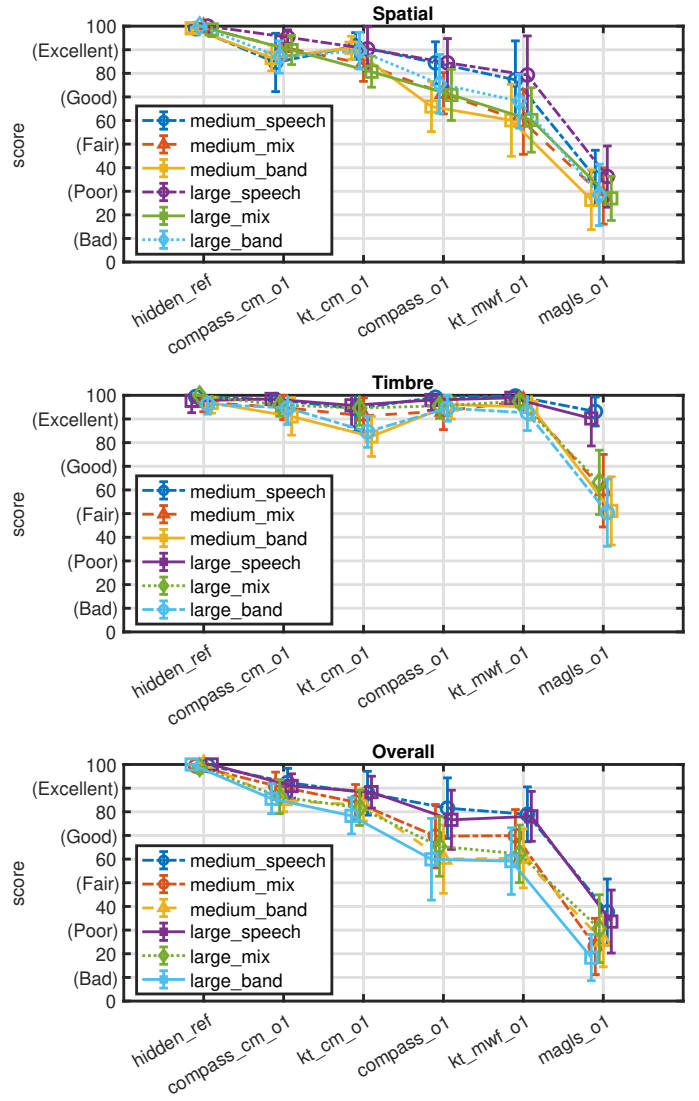 Spatial
100
(Excellent)
80
(Good)
60
(Fair)
40
(Poor)
20
(Bad)
0
score
medium_speech
medium_mix
medium_band
large_speech
large_mix
large_band
hidden_ref
compass_cm_o1
kt_cm_o1
compass_o1
kt_mwf_o1
magls_o1
Timbre
100
(Excellent)
80
(Good)
60
(Fair)
40
(Poor)
20
(Bad)
0
score
medium_speech
medium_mix
medium_band
large_speech
large_mix
large_band
hidden_ref
compass_cm_o1
kt_cm_o1
compass_o1
kt_mwf_o1
magls_o1
Overall
100
(Excellent)
80
(Good)
60
(Fair)
40
(Poor)
20
(Bad)
0
score
medium_speech
medium_mix
medium_band
large_speech
large_mix
large_band
hidden_ref
compass_cm_o1
kt_cm_o1
compass_o1
kt_mwf_o1
magls_o1